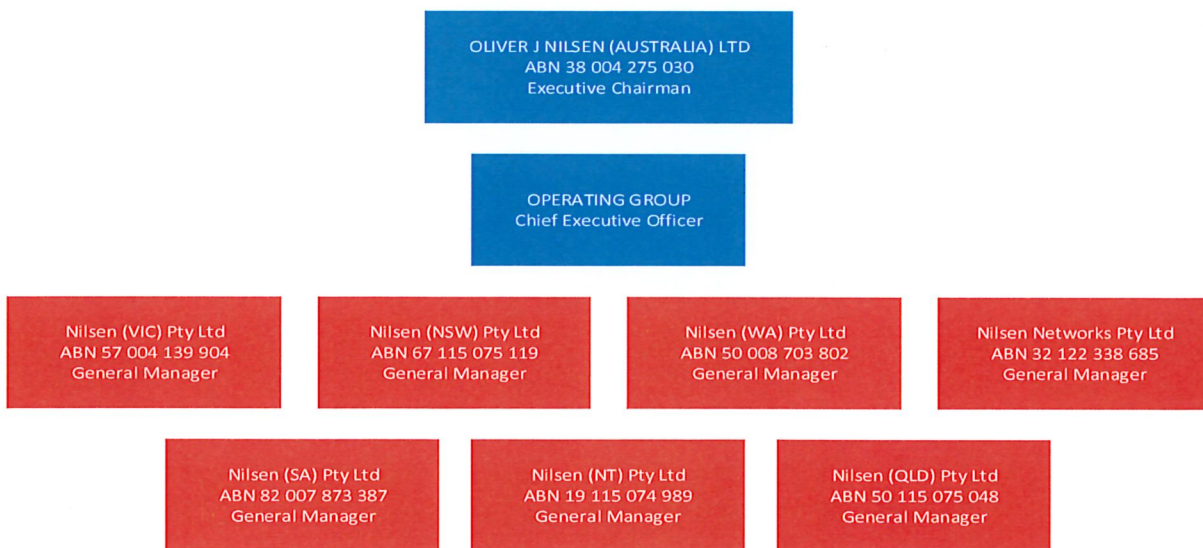 OLIVER J NILSEN (AUSTRALIA) LTD
ABN 38 004 275 030
Executive Chairman
OPERATING GROUP
Chief Executive Officer
Nilsen (VIC) Pty Ltd
ABN 57 004 139 904
General Manager
Nilsen (NSW) Pty Ltd
ABN 67 115 075 119
General Manager
Nilsen (WA) Pty Ltd
ABN 50 008 703 802
General Manager
Nilsen Networks Pty Ltd
ABN 32 122 338 685
General Manager
Nilsen (SA) Pty Ltd
ABN 82 007 873 387
General Manager
Nilsen (NT) Pty Ltd
ABN 19 115 074 989
General Manager
Nilsen (QLD) Pty Ltd
ABN 50 115 075 048
General Manager